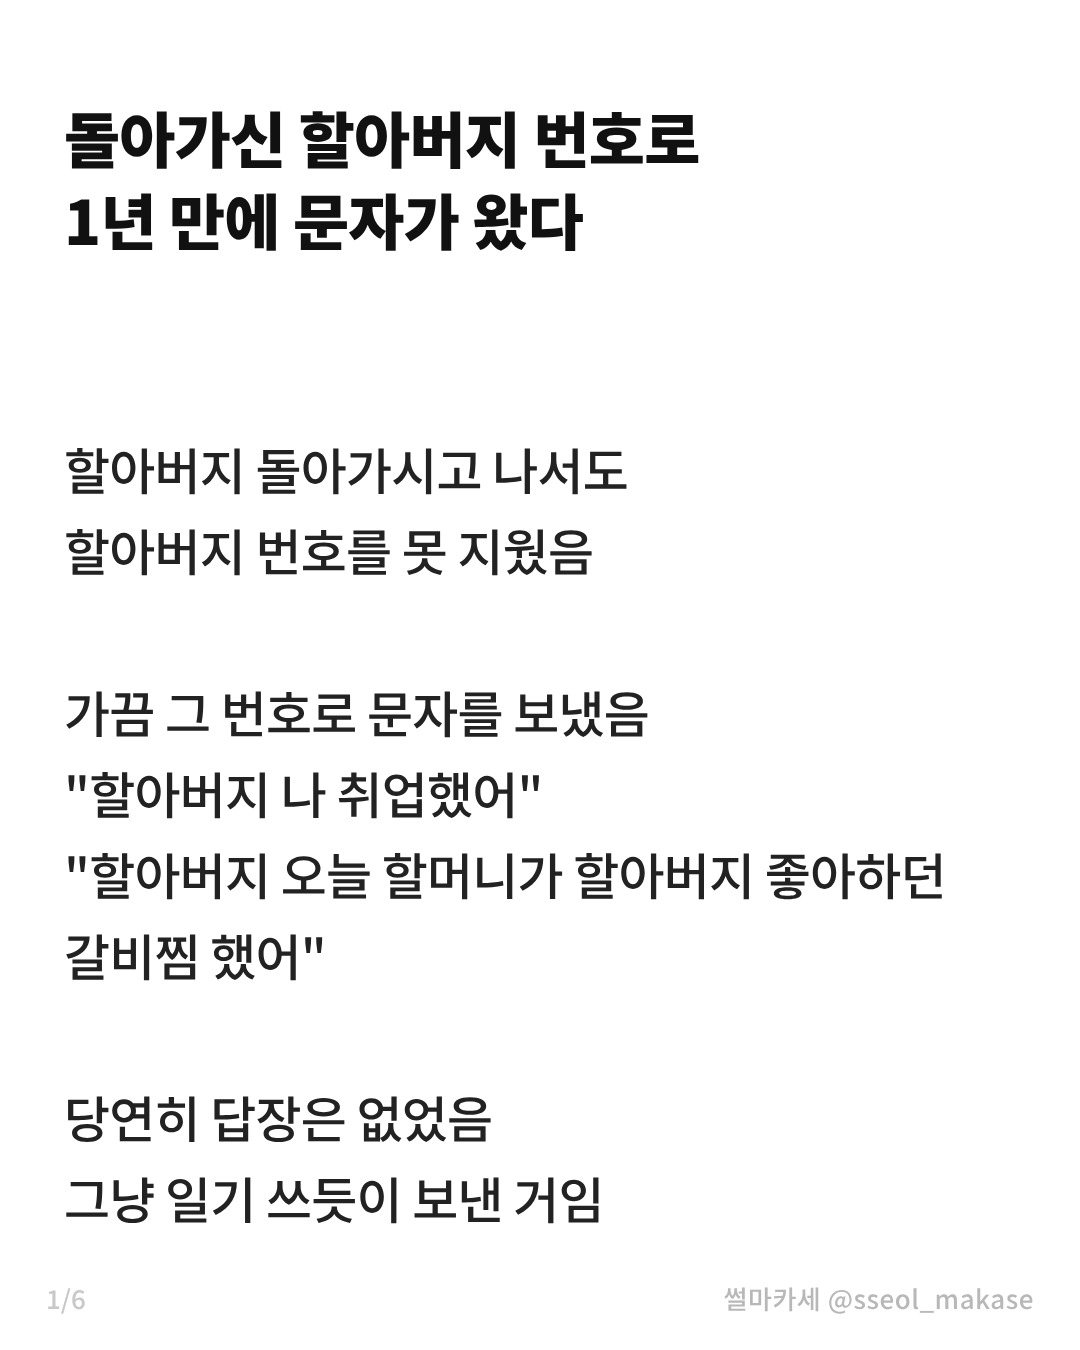 돌아가신 할아버지 번호로
1년 만에 문자가 왔다
할아버지 돌아가시고 나서도
할아버지 번호를 못 지웠음
가끔 그 번호로 문자를 보냈음
"할아버지 나 취업했어"
"할아버지 오늘 할머니가 할아버지 좋아하던
갈비찜 했어"
당연히 답장은 없었음
그냥 일기 쓰듯이 보낸 거임
1/6
썰마카세 @sseol_makase